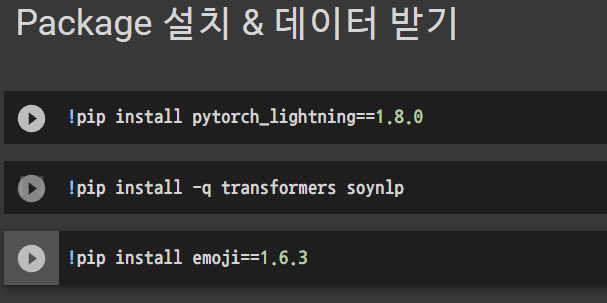 Package 설치 & 데이터 받기
!pip install pytorch_lightning==1.8.0
!pip install -q transformers soynlp
!pip install emoji==1.6.3